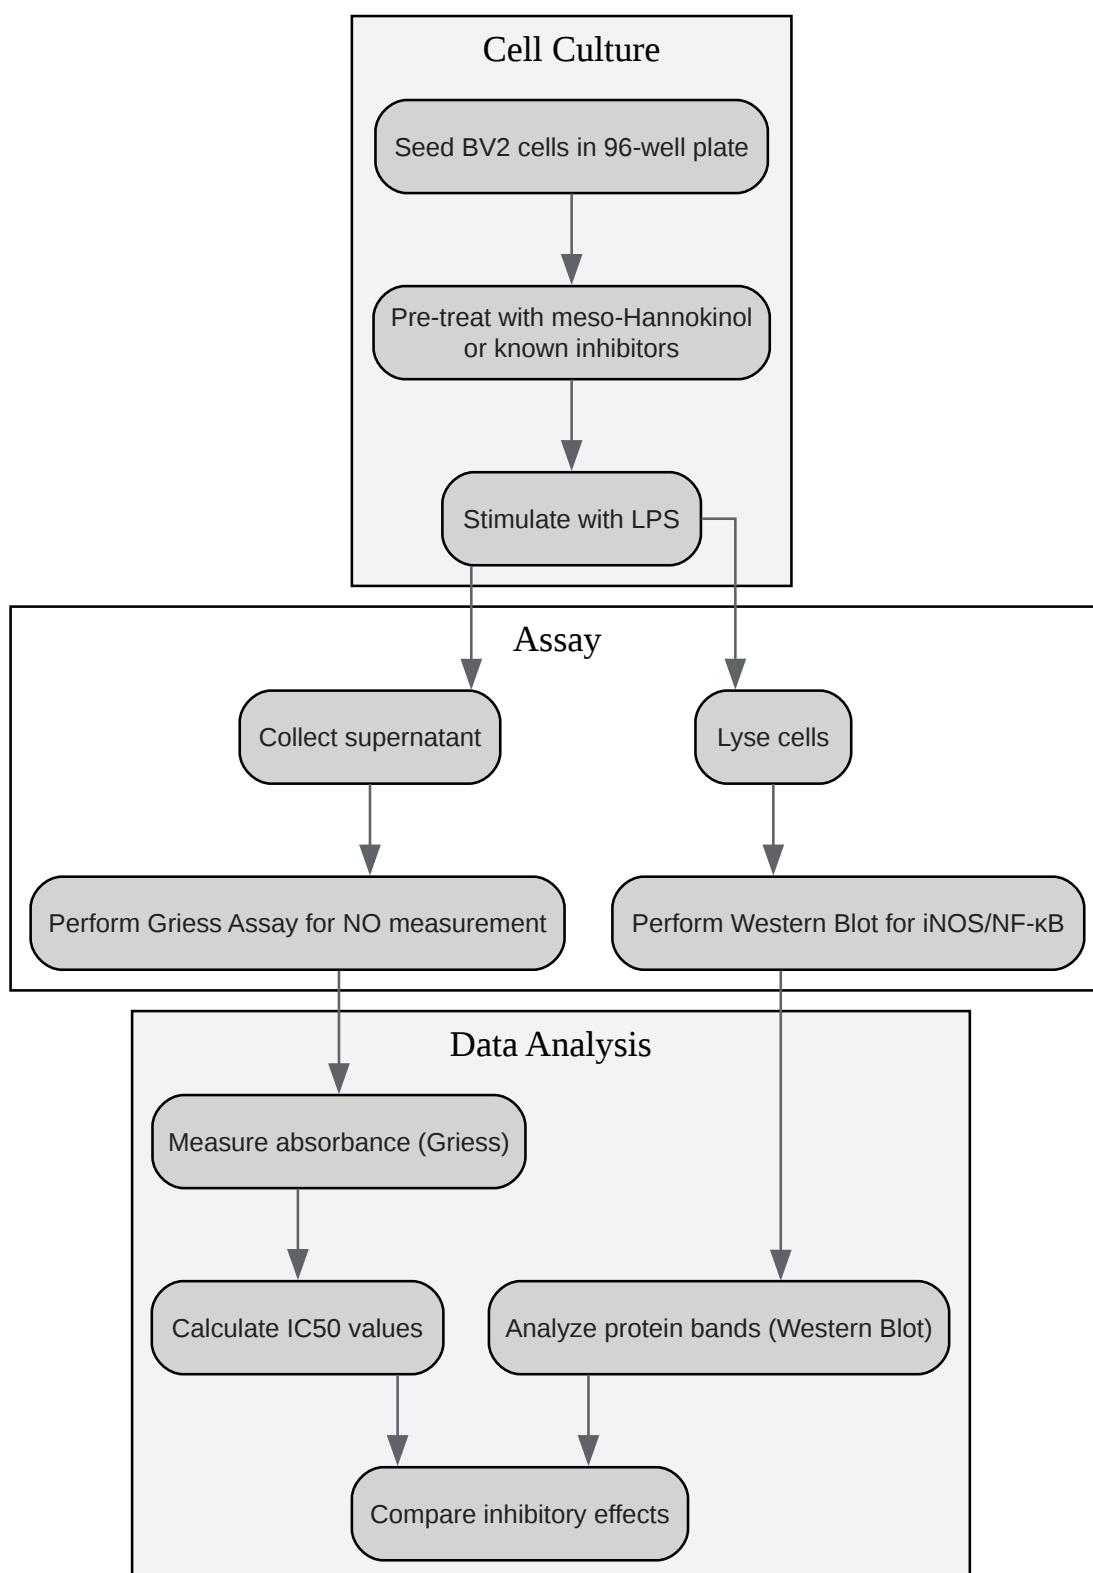 Cell Culture
Seed BV2 cells in 96-well plate
Pre-treat with meso-Hannokinol
or known inhibitors
Stimulate with LPS
Assay
Collect supernatant
Lyse cells
Perform Griess Assay for NO measurement
Perform Western Blot for iNOS/NF-κB
Data Analysis
Measure absorbance (Griess)
Calculate IC50 values
Analyze protein bands (Western Blot)
Compare inhibitory effects